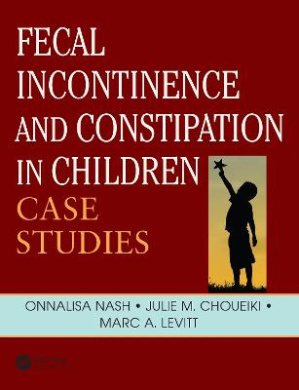 FECAL
INCONTINENCE
AND CONSTIPATION
IN CHILDREN
CASE
STUDIES
ONNALISA NASH • JULIE M. CHOUEIKI •
MARC A. LEVITT